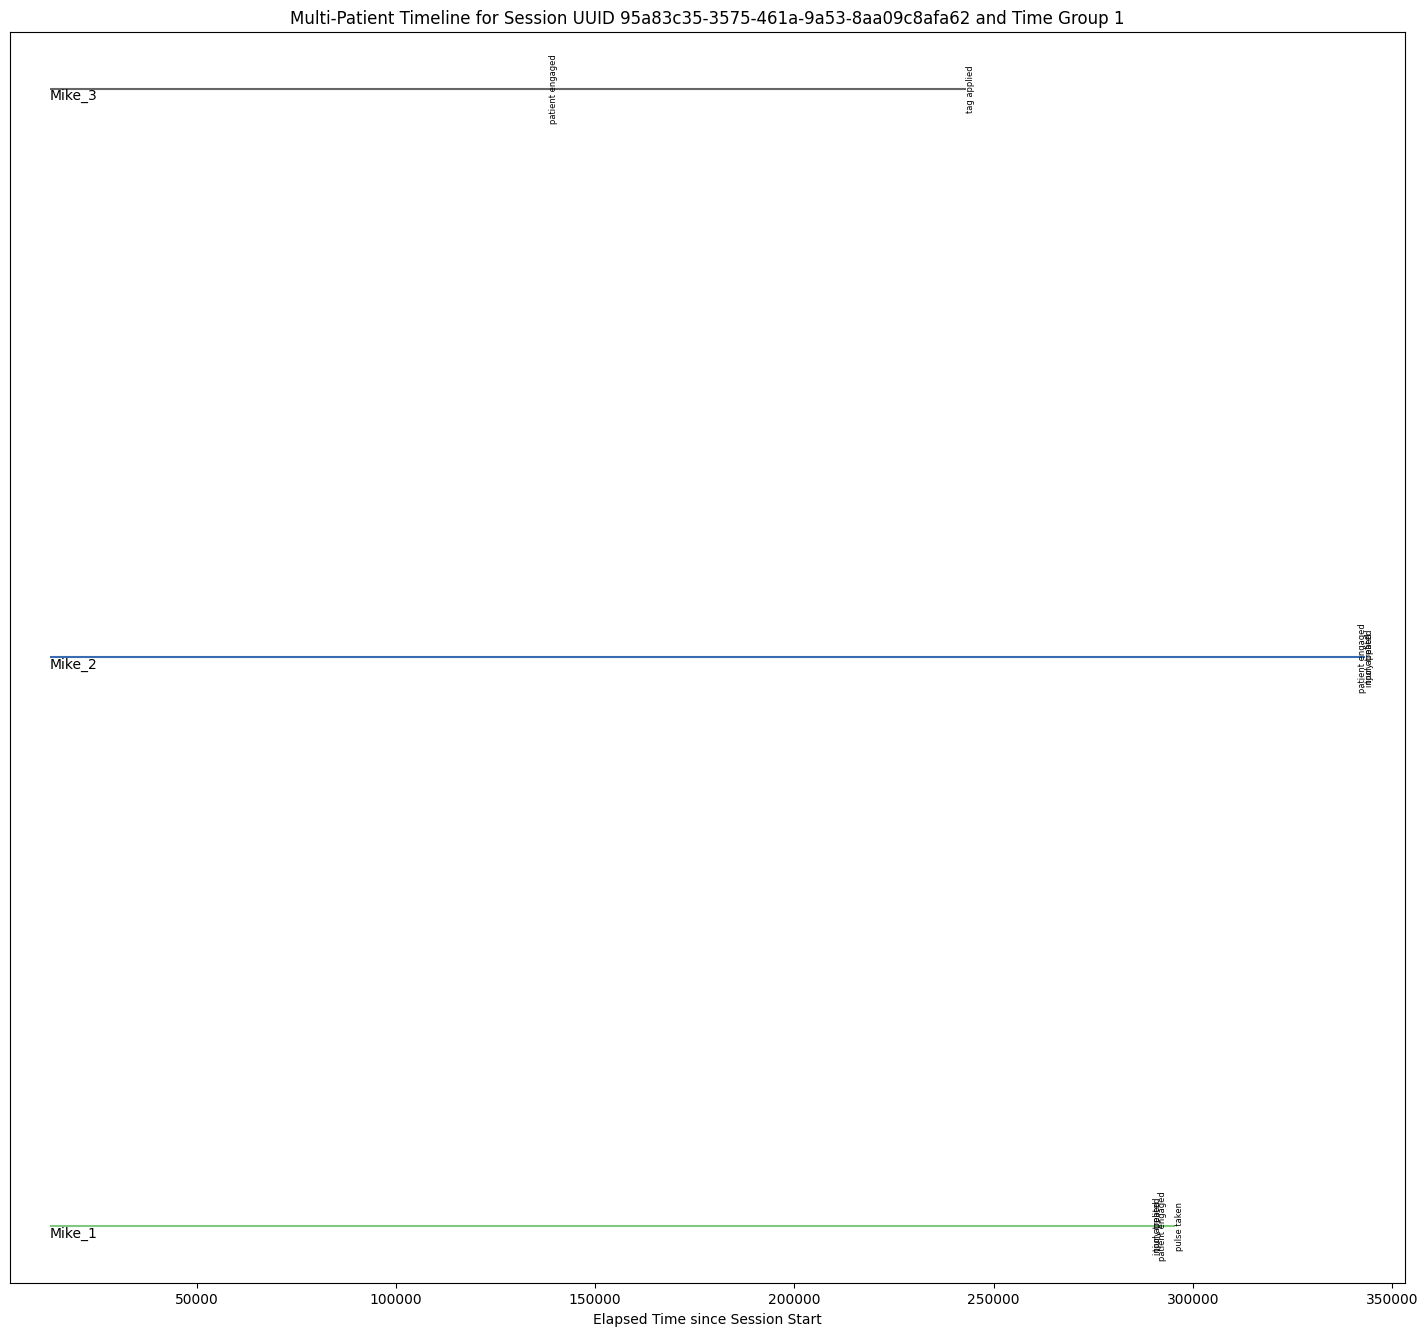 Multi-Patient Timeline for Session UUID 95a83c35-3575-461a-9a53-8aa09c8afa62 and Time Group 1
patient engaged
tag applied
Mike_3
patient engaged
Mike_2
patient engaged
pulse taken
Mike_1
50000
100000
150000
200000
250000
300000
350000
Elapsed Time since Session Start